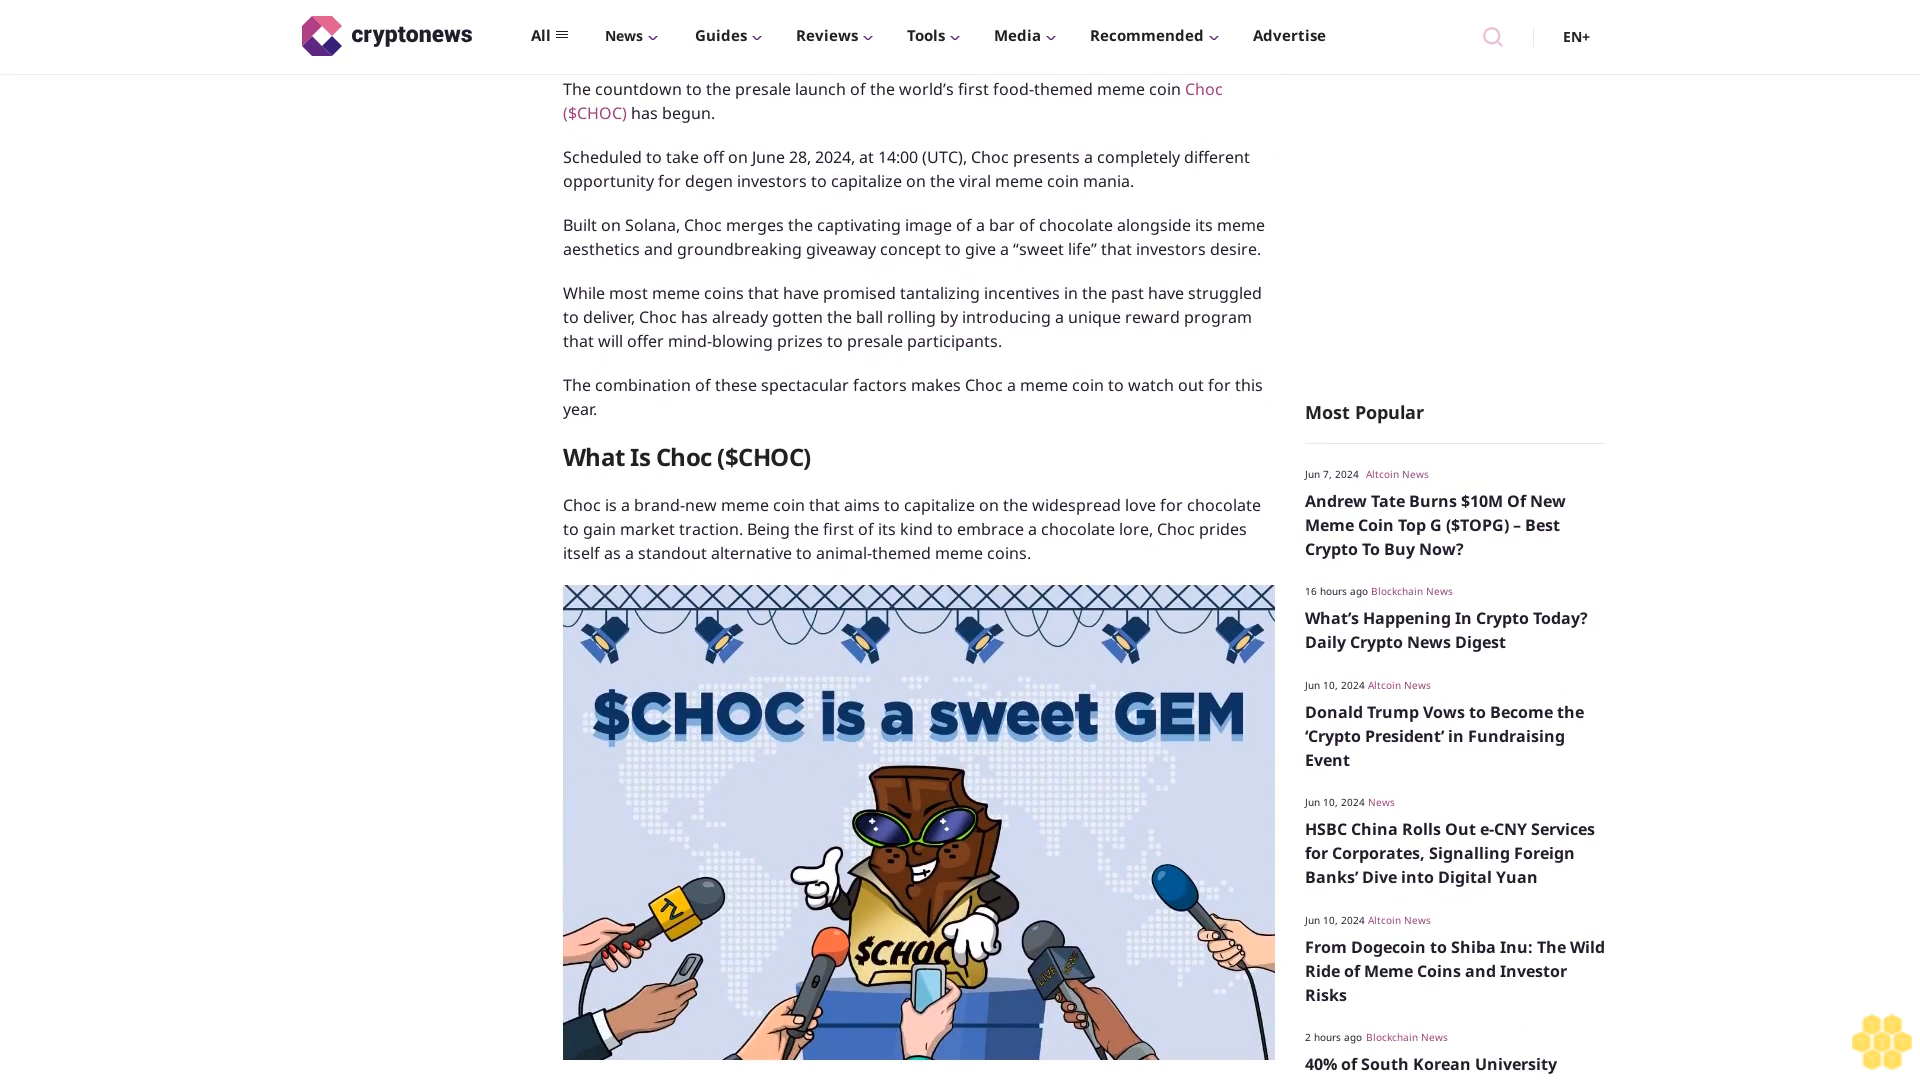 cryptonews
All
News
Guides
Reviews
Tools
Media
Recommended
Advertise
EN+
The countdown to the presale launch of the world’s first food-themed meme coin Choc
($CHOC) has begun.
Scheduled to take off on June 28, 2024, at 14:00 (UTC), Choc presents a completely different
opportunity for degen investors to capitalize on the viral meme coin mania.
Built on Solana, Choc merges the captivating image of a bar of chocolate alongside its meme
aesthetics and groundbreaking giveaway concept to give a “sweet life” that investors desire.
While most meme coins that have promised tantalizing incentives in the past have struggled
to deliver, Choc has already gotten the ball rolling by introducing a unique reward program
that will offer mind-blowing prizes to presale participants.
The combination of these spectacular factors makes Choc a meme coin to watch out for this
year.
What Is Choc ($CHOC)
Choc is a brand-new meme coin that aims to capitalize on the widespread love for chocolate
to gain market traction. Being the first of its kind to embrace a chocolate lore, Choc prides
itself as a standout alternative to animal-themed meme coins.
$CHOC is a sweet GEM
$CHOC
LIVE
Most Popular
Jun 7, 2024 Altcoin News
Andrew Tate Burns $10M Of New
Meme Coin Top G ($TOPG) – Best
Crypto To Buy Now?
16 hours ago Blockchain News
What’s Happening In Crypto Today?
Daily Crypto News Digest
Jun 10, 2024 Altcoin News
Donald Trump Vows to Become the
‘Crypto President’ in Fundraising
Event
Jun 10, 2024 News
HSBC China Rolls Out e-CNY Services
for Corporates, Signalling Foreign
Banks’ Dive into Digital Yuan
Jun 10, 2024 Altcoin News
From Dogecoin to Shiba Inu: The Wild
Ride of Meme Coins and Investor
Risks
2 hours ago Blockchain News
40% of South Korean University